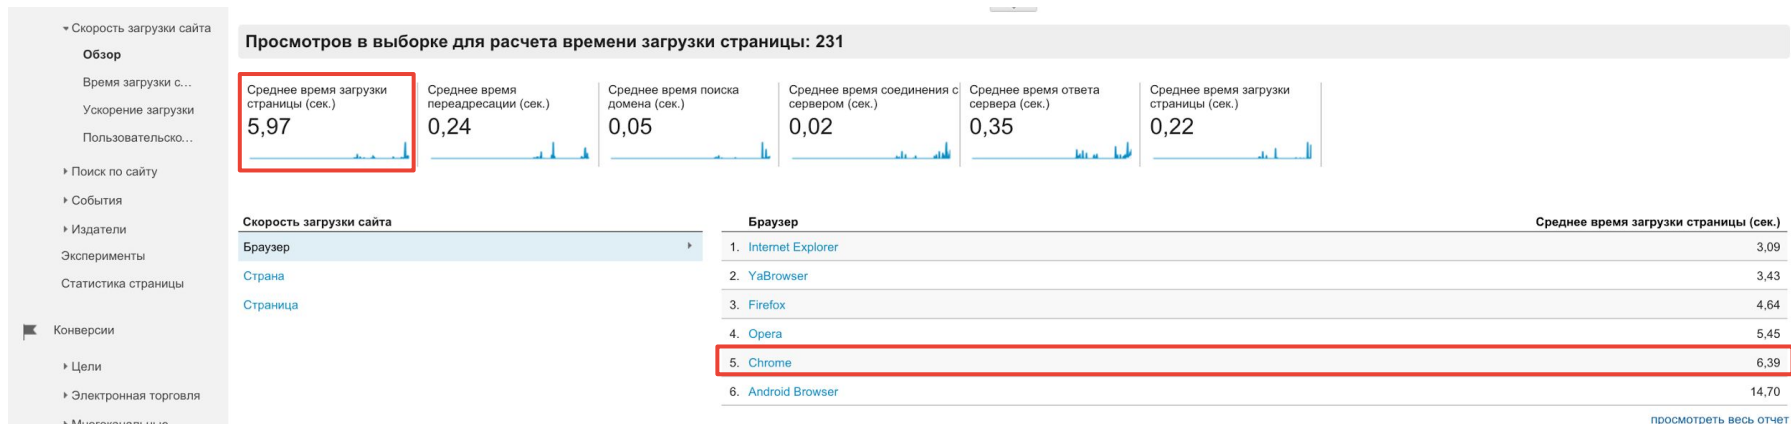 Скорость загрузки сайта
Обзор
Время загрузки с...
Ускорение загрузки
Пользовательско...
Поиск по сайту
События
Издатели
Эксперименты
Статистика страницы
Конверсии
Цели
Электронная торговля
Просмотров в выборке для расчета времени загрузки страницы: 231
Среднее время загрузки
страницы (сек.)
5,97
Среднее время
переадресации (сек.)
0,24
Среднее время поиска
домена (сек.)
0,05
Среднее время соединения с
сервером (сек.)
0,02
Среднее время ответа
сервера (сек.)
0,35
Среднее время загрузки
страницы (сек.)
0,22
Скорость загрузки сайта
Браузер
Страна
Страница
Браузер Среднее время загрузки страницы (сек.)
1. Internet Explorer 3,09
2. YaBrowser 3,43
3. Firefox 4,64
4. Opera 5,45
5. Chrome 6,39
6. Android Browser 14,70
просмотреть весь отчет